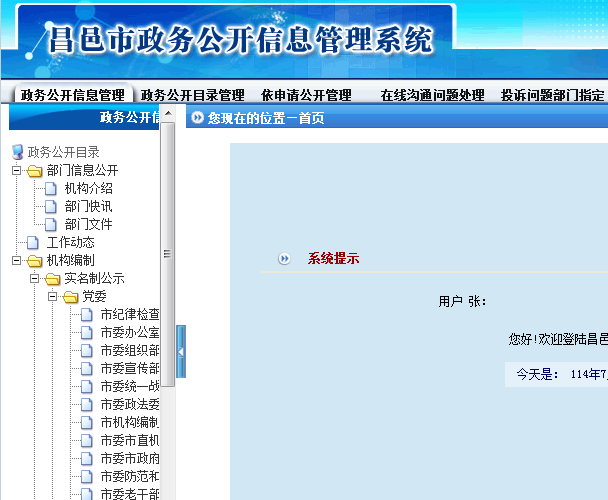 昌邑市政务公开信息管理系统
政务公开信息管理 政务公开目录管理 依申请公开管理 在线沟通问题处理 投诉问题部门指定
政务公开信
您现在的位置－首页
政务公开目录
部门信息公开
机构介绍
部门快讯
部门文件
工作动态
机构编制
实名制公示
党委
市纪律检查
市委办公室
市委组织部
市委宣传部
市委统一战
市委政法委
市机构编制
市委市直机
市委市政府
市委防范和
市委老干部
系统提示
用户 张:
您好!欢迎登陆昌邑
今天是: 114年7